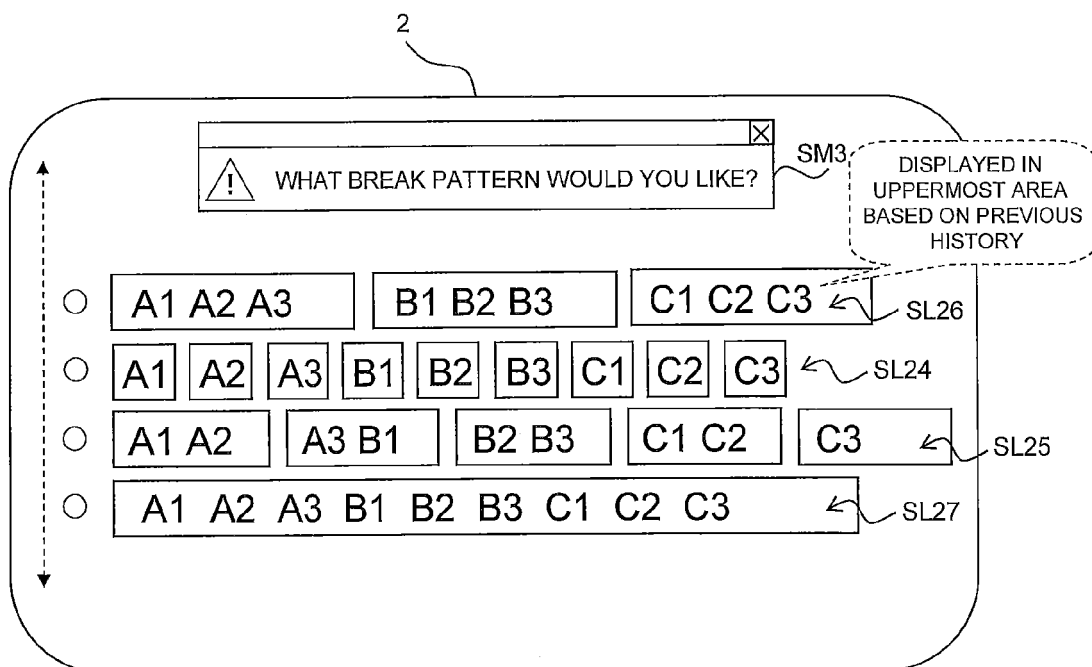 2
! WHAT BREAK PATTERN WOULD YOU LIKE?
SM3
DISPLAYED IN
UPPERMOST AREA
BASED ON PREVIOUS
HISTORY
A1 A2 A3 B1 B2 B3 C1 C2 C3 SL26
A1 A2 A3 B1 B2 B3 C1 C2 C3 SL24
A1 A2 A3 B1 B2 B3 C1 C2 C3 SL25
A1 A2 A3 B1 B2 B3 C1 C2 C3 SL27